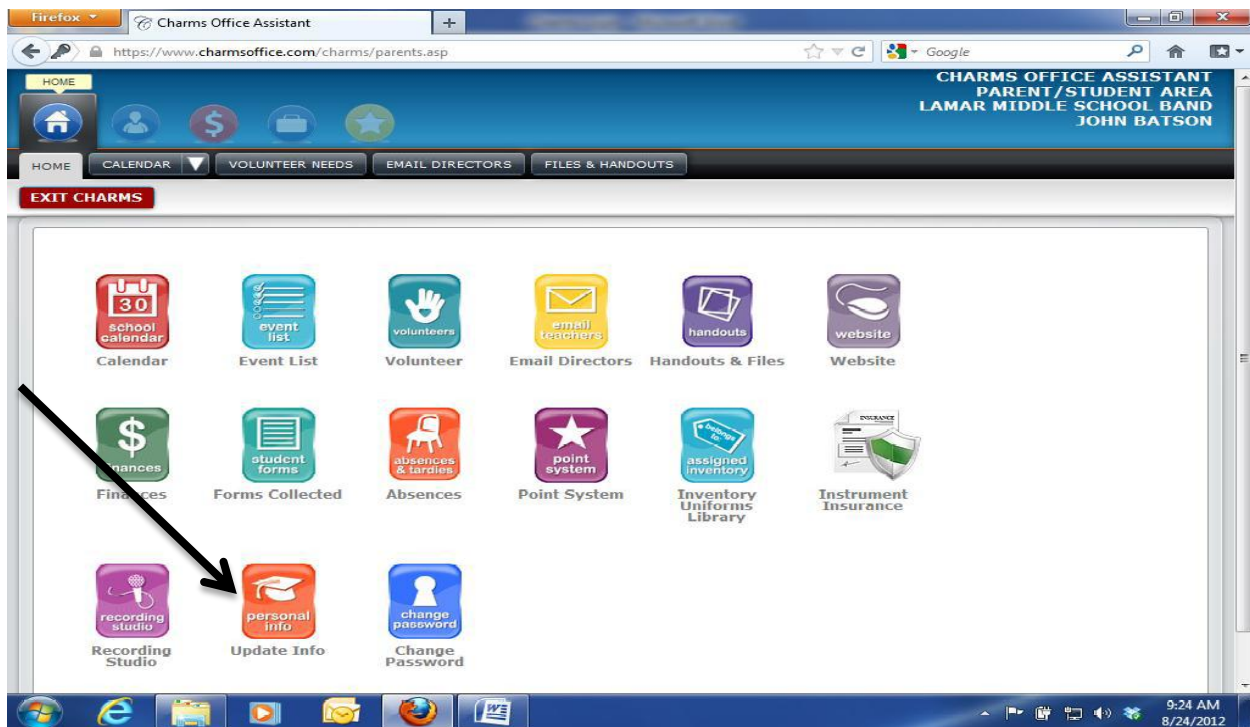 Firefox
Charms Office Assistant
https://www.charmsoffice.com/charms/parents.asp
Google
HOME
CHARMS OFFICE ASSISTANT
PARENT/STUDENT AREA
LAMAR MIDDLE SCHOOL BAND
JOHN BATSON
HOME CALENDAR VOLUNTEER NEEDS EMAIL DIRECTORS FILES & HANDOUTS
EXIT CHARMS
30
school calendar
event list
volunteers
email teachers
handouts
website
Calendar Event List Volunteer Email Directors Handouts & Files Website
$
finances
student forms
absences & tardies
point system
belongs to:
assigned inventory
INSURANCE
Finances Forms Collected Absences Point System Inventory Uniforms Library Instrument Insurance
recording studio
personal info
change password
Recording Studio Update Info Change Password
9:24 AM
8/24/2012